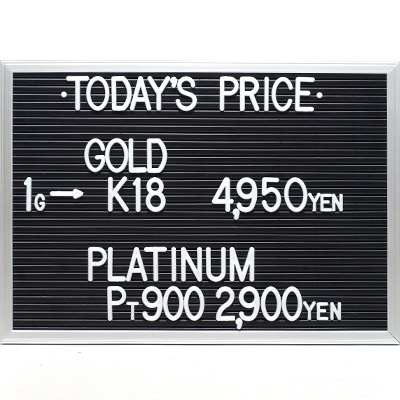 ·TODAY'S PRICE·
GOLD
1G→ K18 4,950YEN
PLATINUM
PT900 2,900YEN